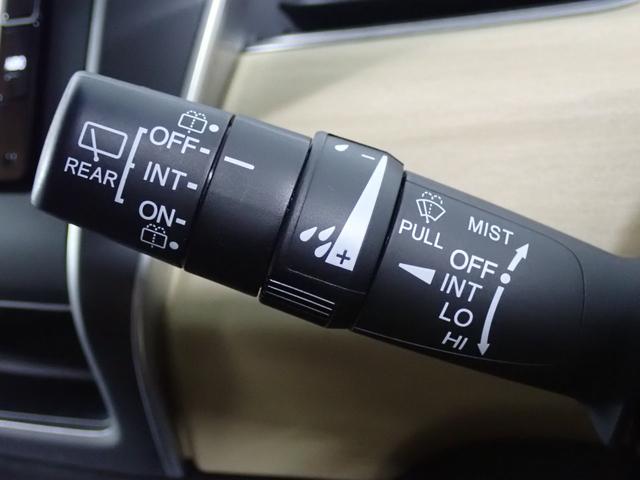 REAR
OFF
INT
ON
- +
PULL
MIST
OFF
INT
LO
HI